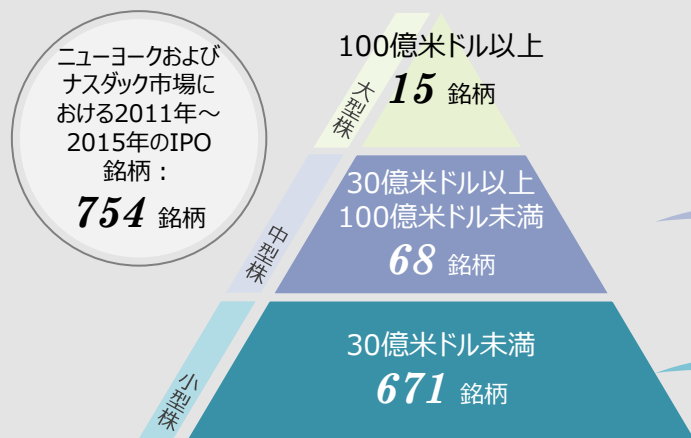 ニューヨークおよび
ナスダック市場に
おける2011年～
2015年のIPO
銘柄：
754 銘柄
100億米ドル以上
15 銘柄
大型株
30億米ドル以上
100億米ドル未満
68 銘柄
中型株
30億米ドル未満
671 銘柄
小型株